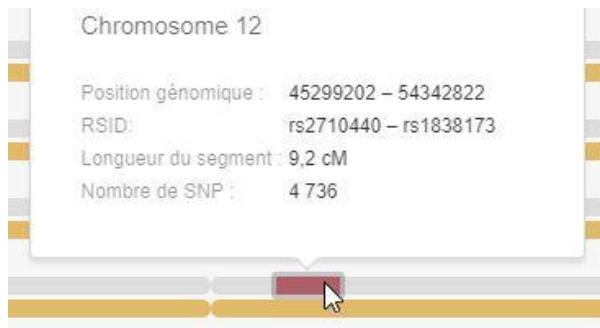 Chromosome 12
Position génomique : 45299202 – 54342822
RSID: rs2710440 – rs1838173
Longueur du segment : 9,2 cM
Nombre de SNP : 4 736